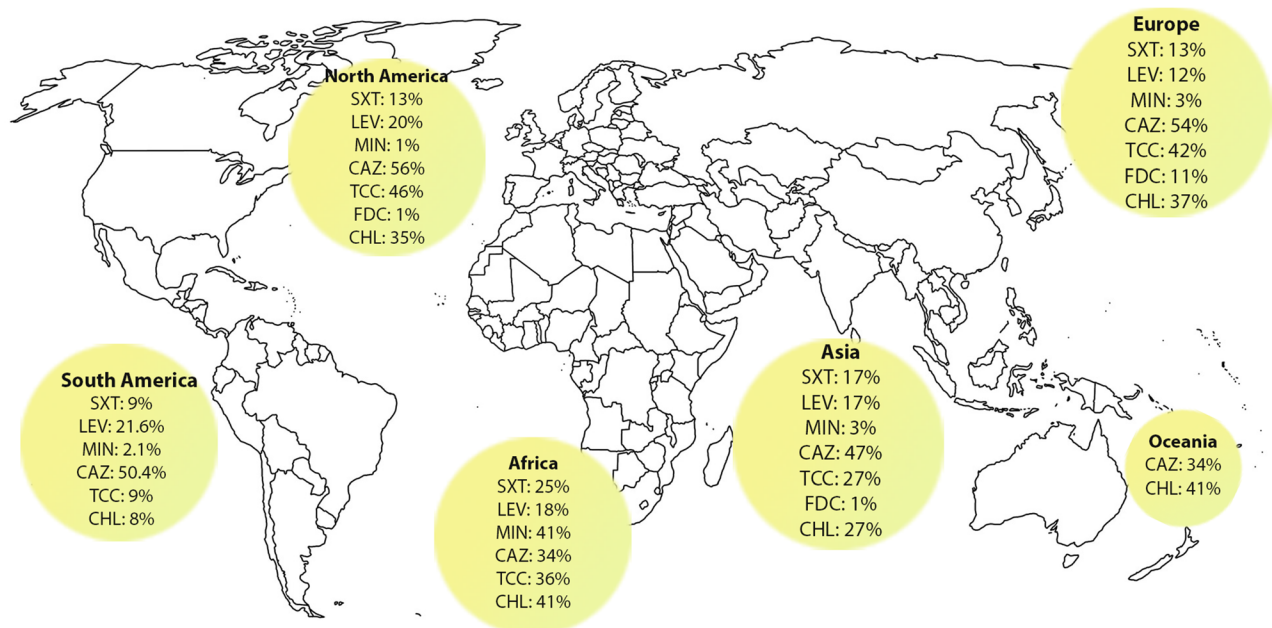 North America
SXT: 13%
LEV: 20%
MIN: 1%
CAZ: 56%
TCC: 46%
FDC: 1%
CHL: 35%
Europe
SXT: 13%
LEV: 12%
MIN: 3%
CAZ: 54%
TCC: 42%
FDC: 11%
CHL: 37%
South America
SXT: 9%
LEV: 21.6%
MIN: 2.1%
CAZ: 50.4%
TCC: 9%
CHL: 8%
Africa
SXT: 25%
LEV: 18%
MIN: 41%
CAZ: 34%
TCC: 36%
CHL: 41%
Asia
SXT: 17%
LEV: 17%
MIN: 3%
CAZ: 47%
TCC: 27%
FDC: 1%
CHL: 27%
Oceania
CAZ: 34%
CHL: 41%